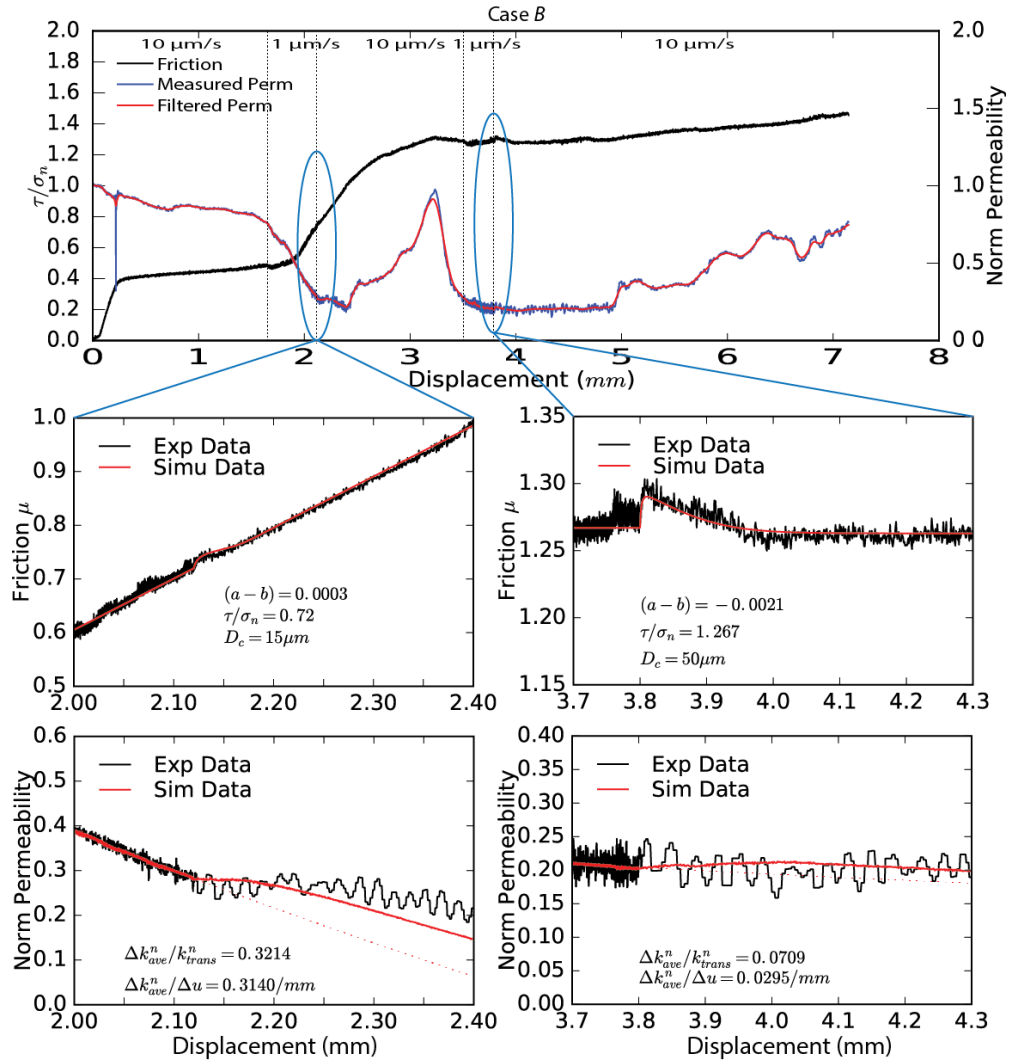 Case B
10 μm/s 1 μm/s 10 μm/s 1 μm/s 10 μm/s
Friction
Measured Perm
Filtered Perm
τ/σn
2.0
1.8
1.6
1.4
1.2
1.0
0.8
0.6
0.4
0.2
0.0
Norm Permeability
2.0
1.5
1.0
0.5
0 0
0 1 2 3 4 5 6 7 8
Displacement (mm)
Friction μ
1.0
0.9
0.8
0.7
0.6
0.5
Exp Data
Simu Data
(a − b) = 0.0003
τ/σn = 0.72
Dc = 15μm
2.00 2.10 2.20 2.30 2.40
Friction μ
1.35
1.30
1.25
1.20
1.15
Exp Data
Simu Data
(a − b) = −0.0021
τ/σn = 1.267
Dc = 50μm
3.7 3.8 3.9 4.0 4.1 4.2 4.3
Norm Permeability
0.6
0.5
0.4
0.3
0.2
0.1
0.0
Exp Data
Sim Data
Δk^n_ave/k^n_trans = 0.3214
Δk^n_ave/Δu = 0.3140/mm
2.00 2.10 2.20 2.30 2.40
Displacement (mm)
Norm Permeability
0.40
0.35
0.30
0.25
0.20
0.15
0.10
0.05
0.00
Exp Data
Sim Data
Δk^n_ave/k^n_trans = 0.0709
Δk^n_ave/Δu = 0.0295/mm
3.7 3.8 3.9 4.0 4.1 4.2 4.3
Displacement (mm)